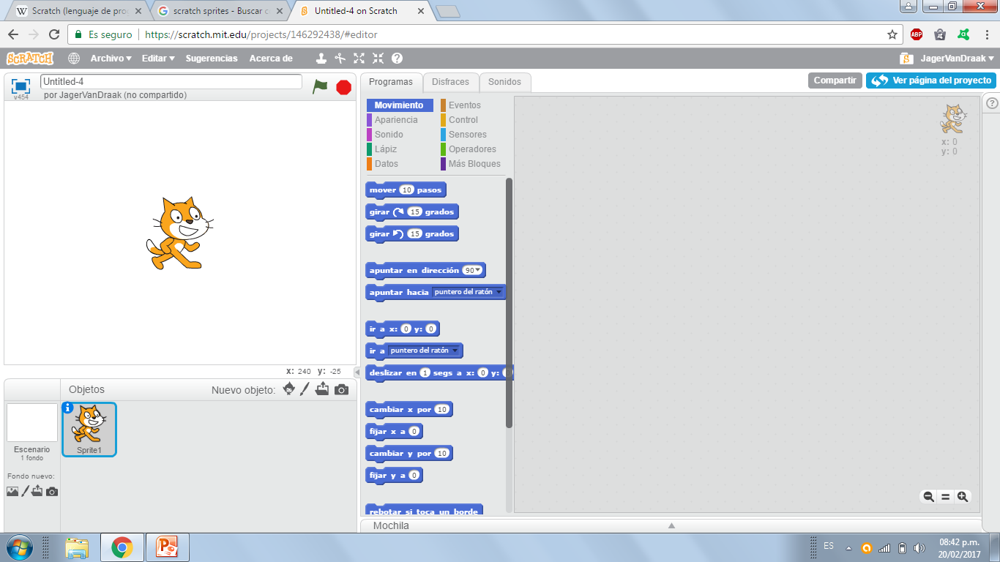 Scratch (lenguaje de pro
scratch sprites - Buscar c
Untitled-4 on Scratch
Es seguro
https://scratch.mit.edu/projects/146292438/#editor
ABP
SCRATCH
Archivo
Editar
Sugerencias
Acerca de
JagerVanDraak
v454
Untitled-4
por JagerVanDraak (no compartido)
Programas
Disfraces
Sonidos
Compartir
Ver página del proyecto
Movimiento
Eventos
Apariencia
Control
Sonido
Sensores
Lápiz
Operadores
Datos
Más Bloques
x: 0
y: 0
mover 10 pasos
girar 15 grados
girar 15 grados
apuntar en dirección 90
apuntar hacia puntero del ratón
ir a x: 0 y: 0
ir a puntero del ratón
deslizar en 1 segs a x: 0 y: 0
cambiar x por 10
fijar x a 0
cambiar y por 10
fijar y a 0
rebotar si toca un borde
x: 240 y: -25
Objetos
Nuevo objeto:
Escenario
1 fondo
Sprite1
Fondo nuevo:
Mochila
ES
08:42 p.m.
20/02/2017